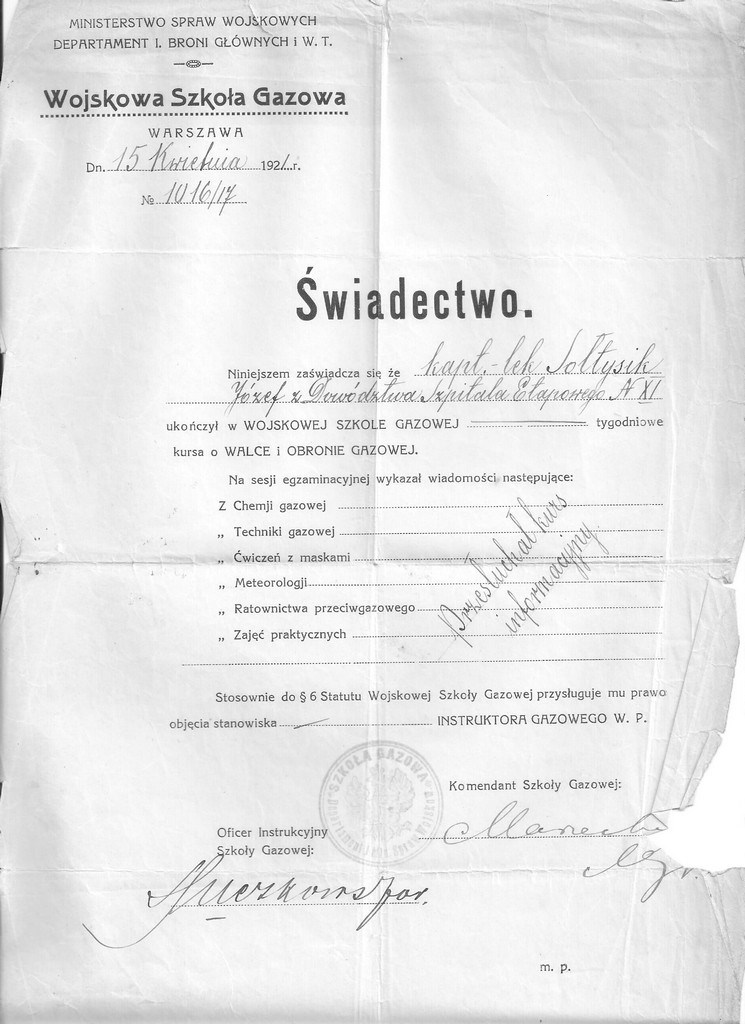 MINISTERSTWO SPRAW WOJSKOWYCH
DEPARTAMENT I. BRONI GŁÓWNYCH i W. T.
Wojskowa Szkoła Gazowa
WARSZAWA
Dn. 15 Kwietnia 1921. r.
№ 1016/17
Świadectwo.
Niniejszem zaświadcza się że kapt.-lek Sołtysik
Józef z Dowództwa Szpitala Etapowego N XI
ukończył w WOJSKOWEJ SZKOLE GAZOWEJ tygodniowe
kursa o WALCE i OBRONIE GAZOWEJ.
Na sesji egzaminacyjnej wykazał wiadomości następujące:
Z Chemji gazowej
„ Techniki gazowej
„ Ćwiczeń z maskami
„ Meteorologji
„ Ratownictwa przeciwgazowego
„ Zajęć praktycznych
Przesłuchał kurs
informacyjny.
Stosownie do § 6 Statutu Wojskowej Szkoły Gazowej przysługuje mu prawo
objęcia stanowiska INSTRUKTORA GAZOWEGO W. P.
SZKOŁA GAZOWA
Komendant Szkoły Gazowej:
Oficer Instrukcyjny
Szkoły Gazowej:
m. p.